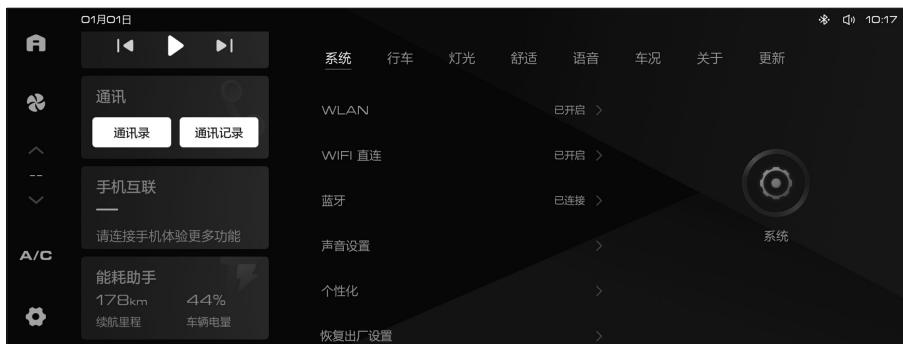 01月01日
10:17
A/C
--
通讯
通讯录
通讯记录
手机互联
请连接手机体验更多功能
能耗助手
178km 44%
续航里程 车辆电量
系统 行车 灯光 舒适 语音 车况 关于 更新
WLAN 已开启
WIFI 直连 已开启
蓝牙 已连接
声音设置
个性化
恢复出厂设置
系统